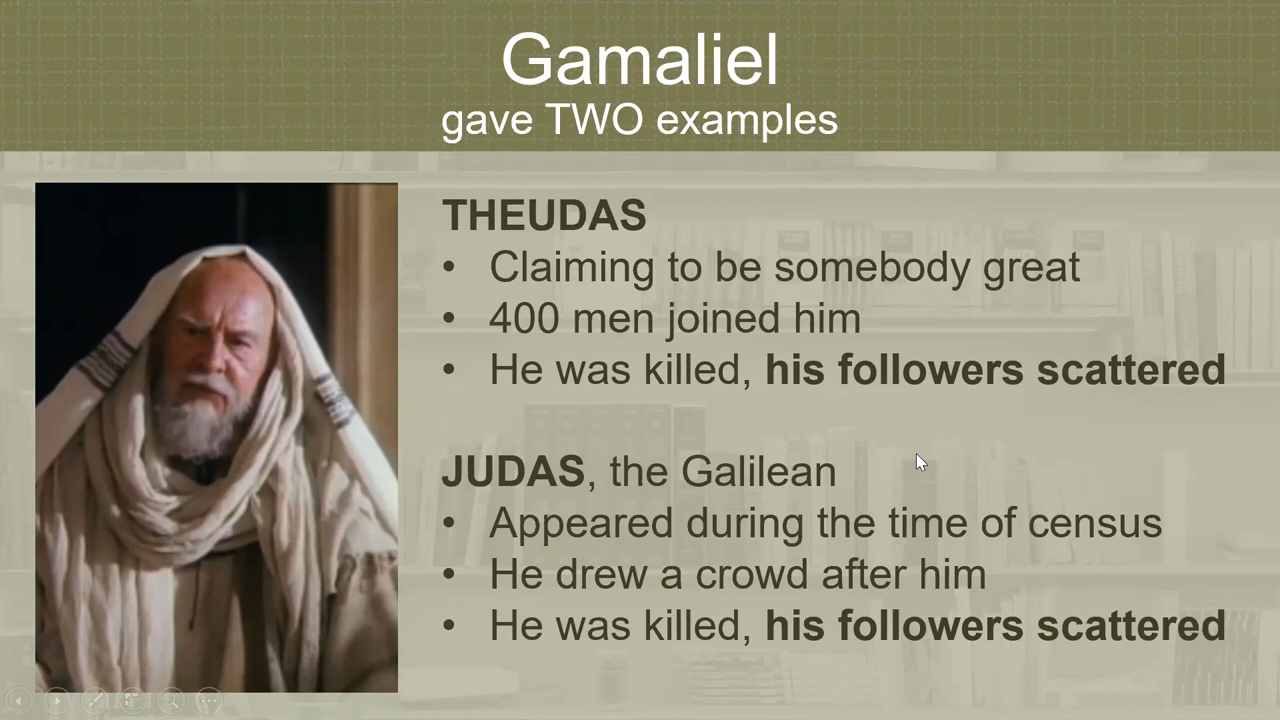 Gamaliel
gave TWO examples
THEUDAS
• Claiming to be somebody great
• 400 men joined him
• He was killed, his followers scattered
JUDAS, the Galilean
• Appeared during the time of census
• He drew a crowd after him
• He was killed, his followers scattered